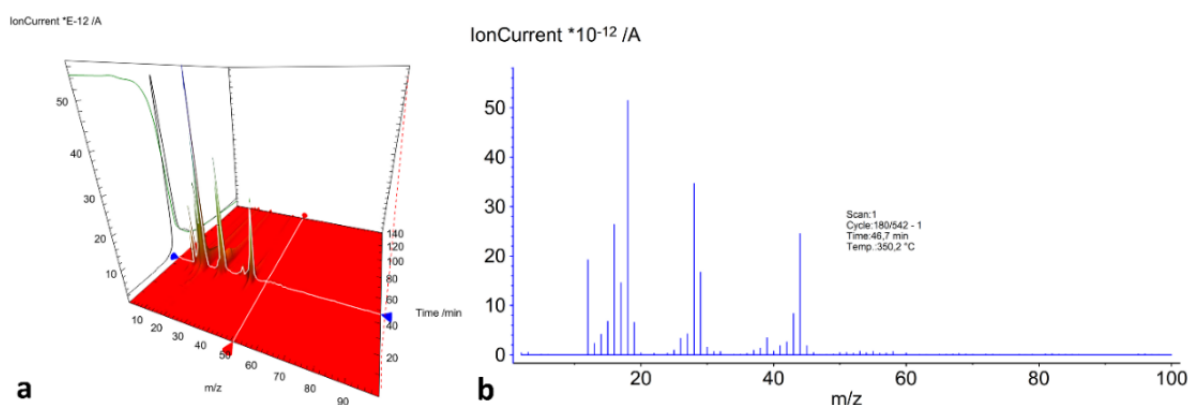 IonCurrent *E-12 /A
50
40
30
20
10
10
20
30
40
50
60
70
80
90
m/z
140
120
100
80
60
40
20
Time /min
a
IonCurrent *10-12 /A
50
40
30
20
10
0
Scan:1
Cycle:180/542 - 1
Time:46,7 min
Temp.:350,2 °C
20
40
60
80
100
m/z
b